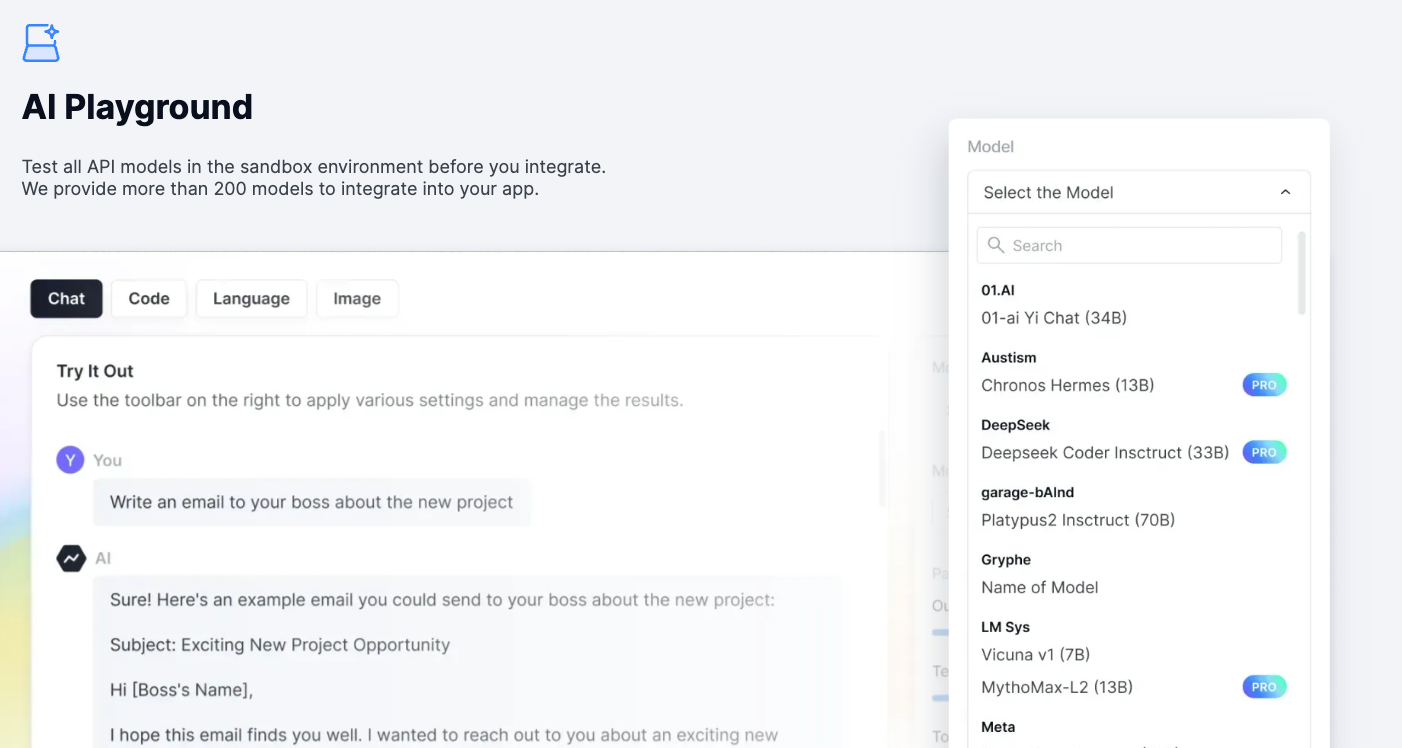 AI Playground
Test all API models in the sandbox environment before you integrate.
We provide more than 200 models to integrate into your app.
Chat
Code
Language
Image
Try It Out
Use the toolbar on the right to apply various settings and manage the results.
Y
You
Write an email to your boss about the new project
AI
Sure! Here's an example email you could send to your boss about the new project:
Subject: Exciting New Project Opportunity
Hi [Boss's Name],
I hope this email finds you well. I wanted to reach out to you about an exciting new
Model
Select the Model
Search
01.AI
01-ai Yi Chat (34B)
Austism
Chronos Hermes (13B) PRO
DeepSeek
Deepseek Coder Insctruct (33B) PRO
garage-bAInd
Platypus2 Insctruct (70B)
Gryphe
Name of Model
LM Sys
Vicuna v1 (7B)
MythoMax-L2 (13B) PRO
Meta